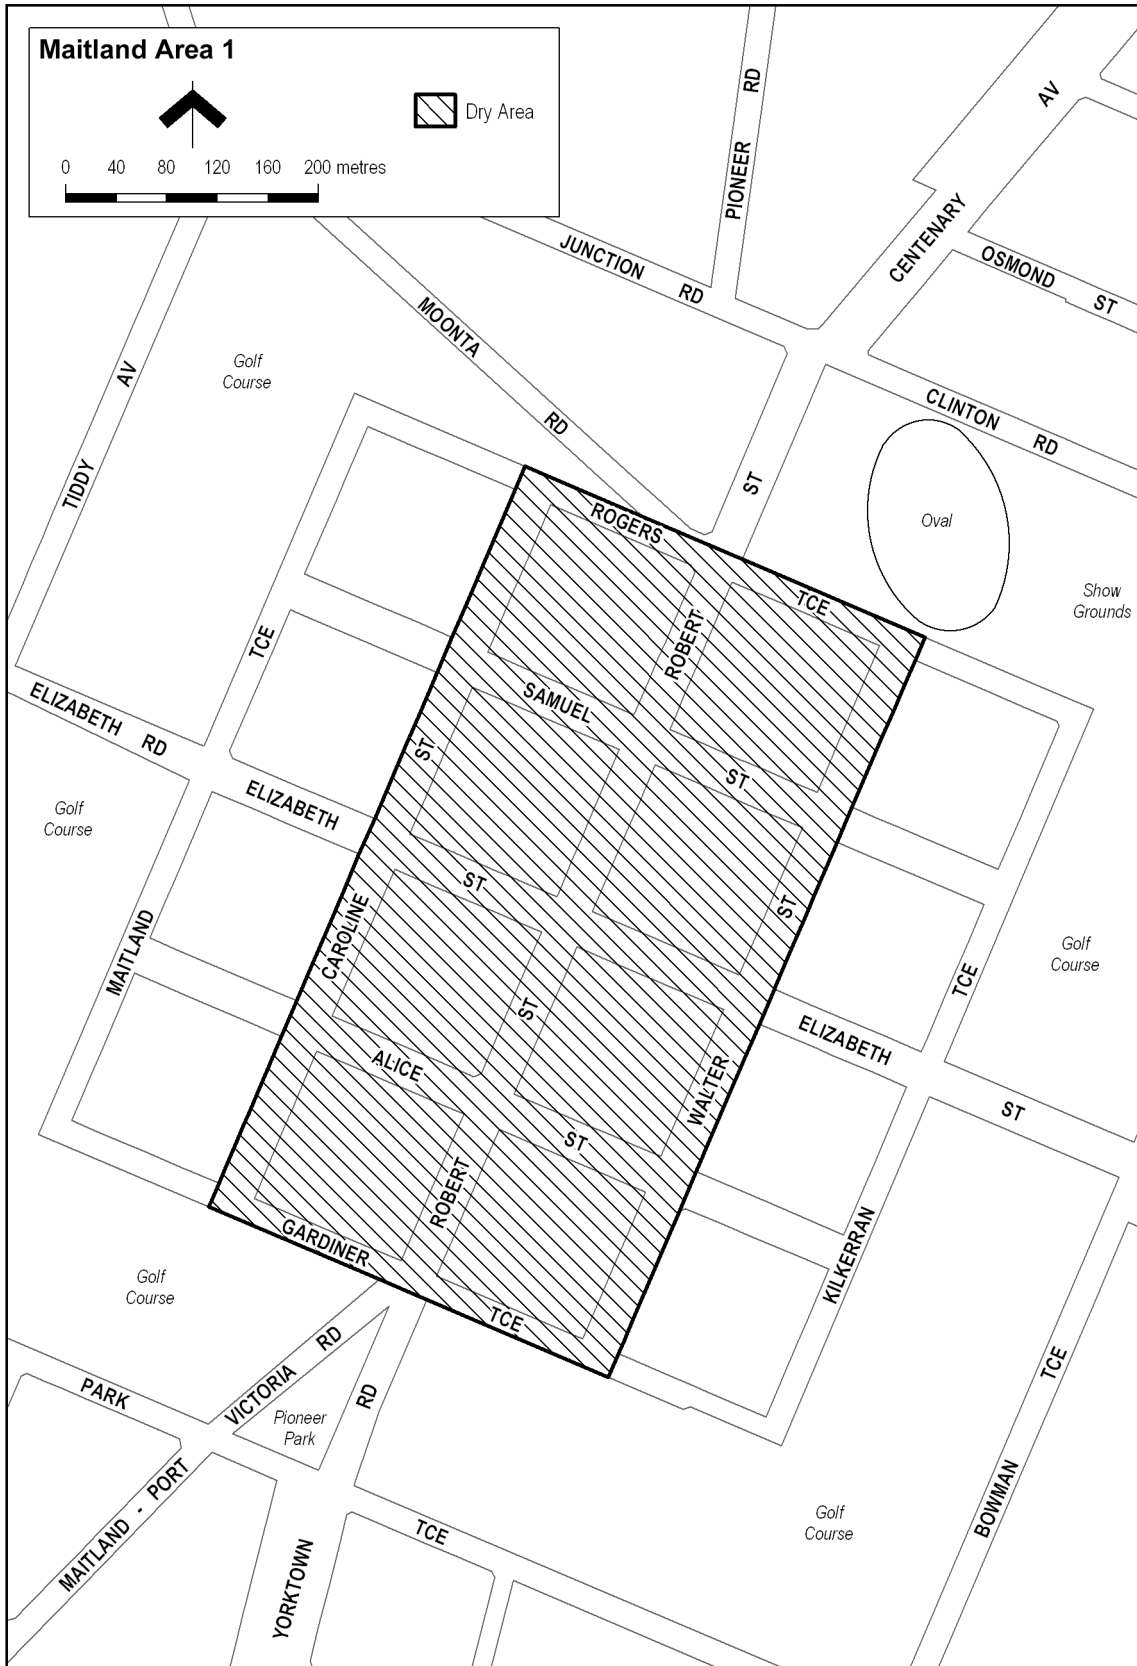 Maitland Area 1
Dry Area
0 40 80 120 160 200 metres
PIONEER RD
CENTENARY AV
OSMOND ST
JUNCTION RD
MOONTA RD
CLINTON RD
TIDDY AV
Golf
Course
ST
Oval
Show
Grounds
ROGERS TCE
ROBERT
SAMUEL ST
ST
TCE
ELIZABETH RD
ELIZABETH ST
Golf
Course
CAROLINE
MAITLAND
ST
ST
Golf
Course
TCE
ELIZABETH ST
WALTER
ALICE ST
ROBERT
KILKERRAN
GARDINER TCE
Golf
Course
VICTORIA RD
PARK
Pioneer
Park
RD
TCE
BOWMAN
TCE
Golf
Course
MAITLAND - PORT
YORKTOWN